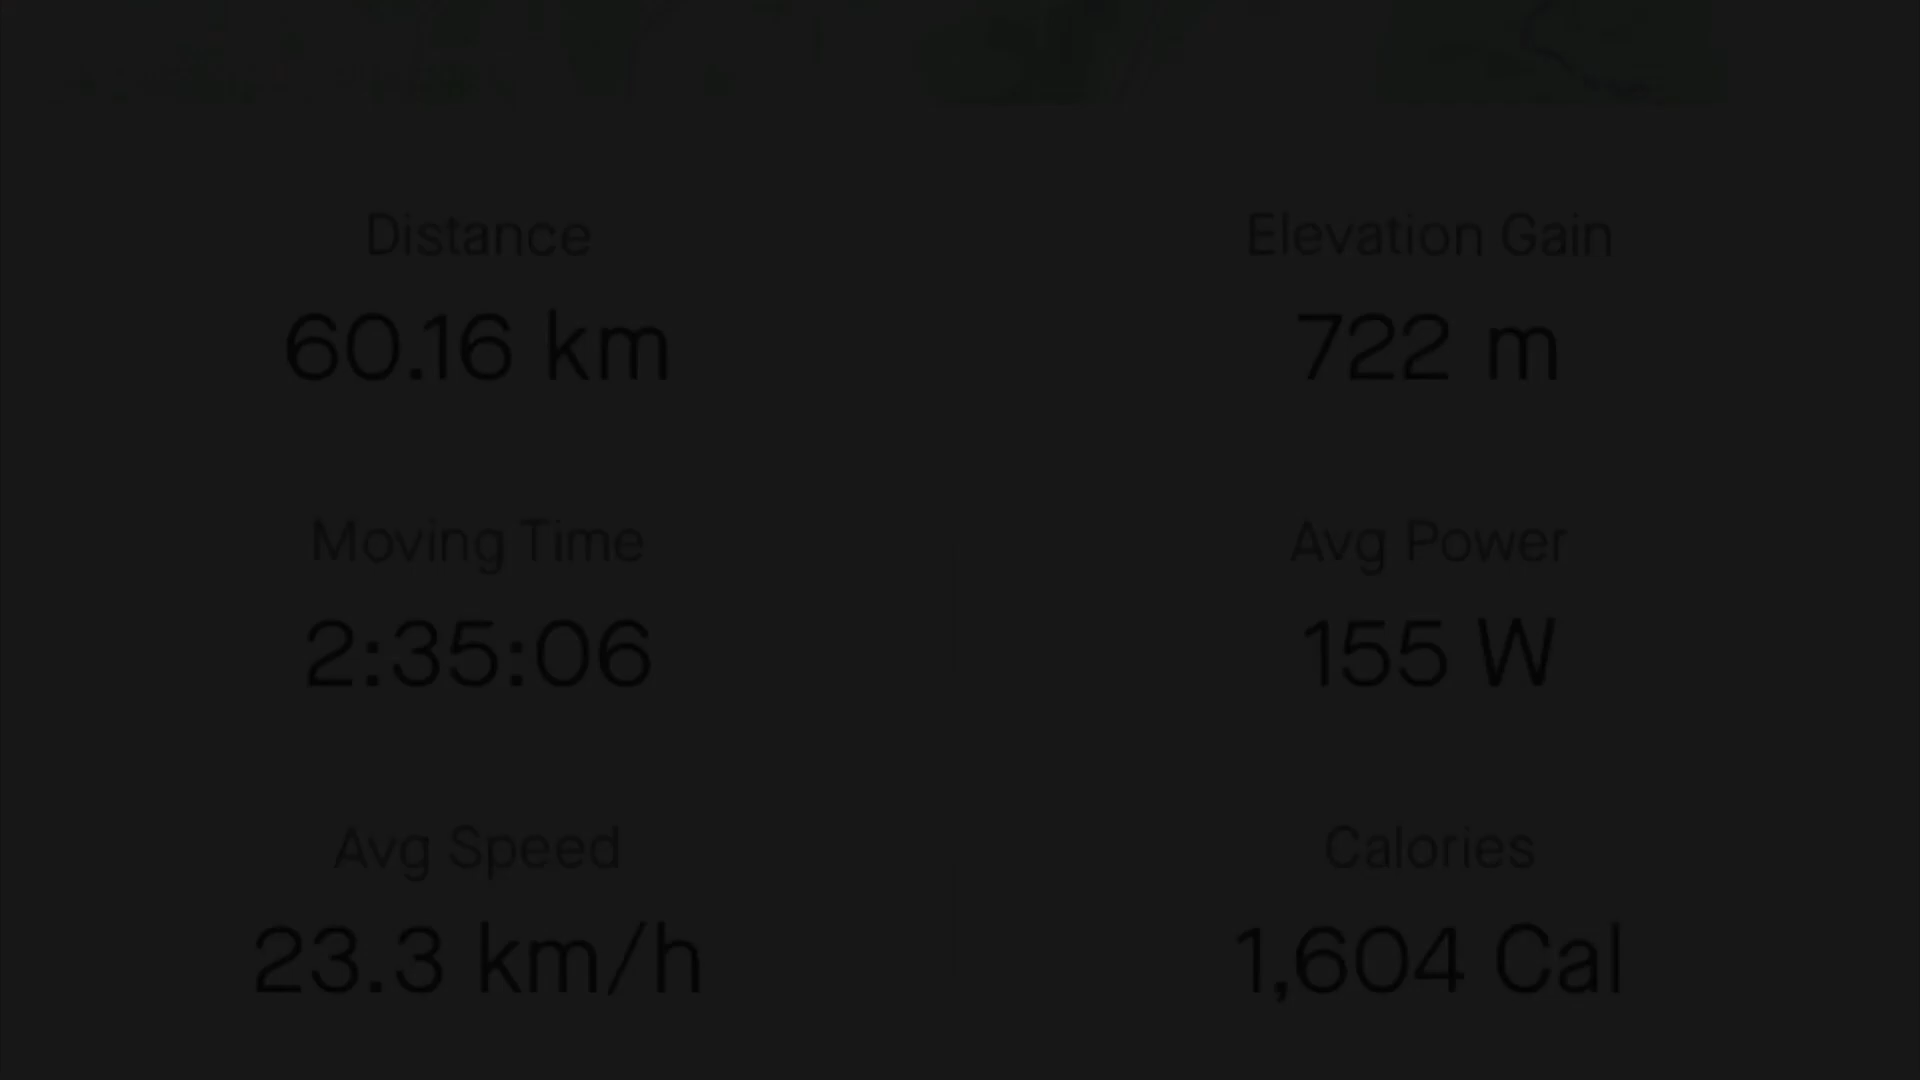 Distance
Elevation Gain
60.16 km
722 m
Moving Time
Avg Power
2:35:06
155 W
Avg Speed
Calories
23.3 km/h
1,604 Cal